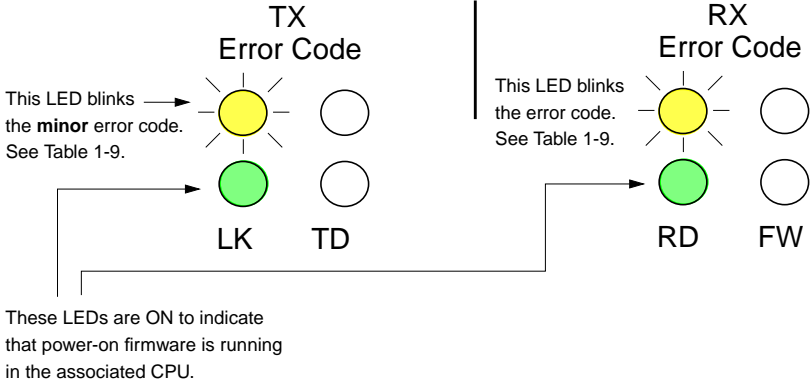 TX
Error Code
This LED blinks
the minor error code.
See Table 1-9.
LK TD
RX
Error Code
This LED blinks
the error code.
See Table 1-9.
RD FW
These LEDs are ON to indicate
that power-on firmware is running
in the associated CPU.